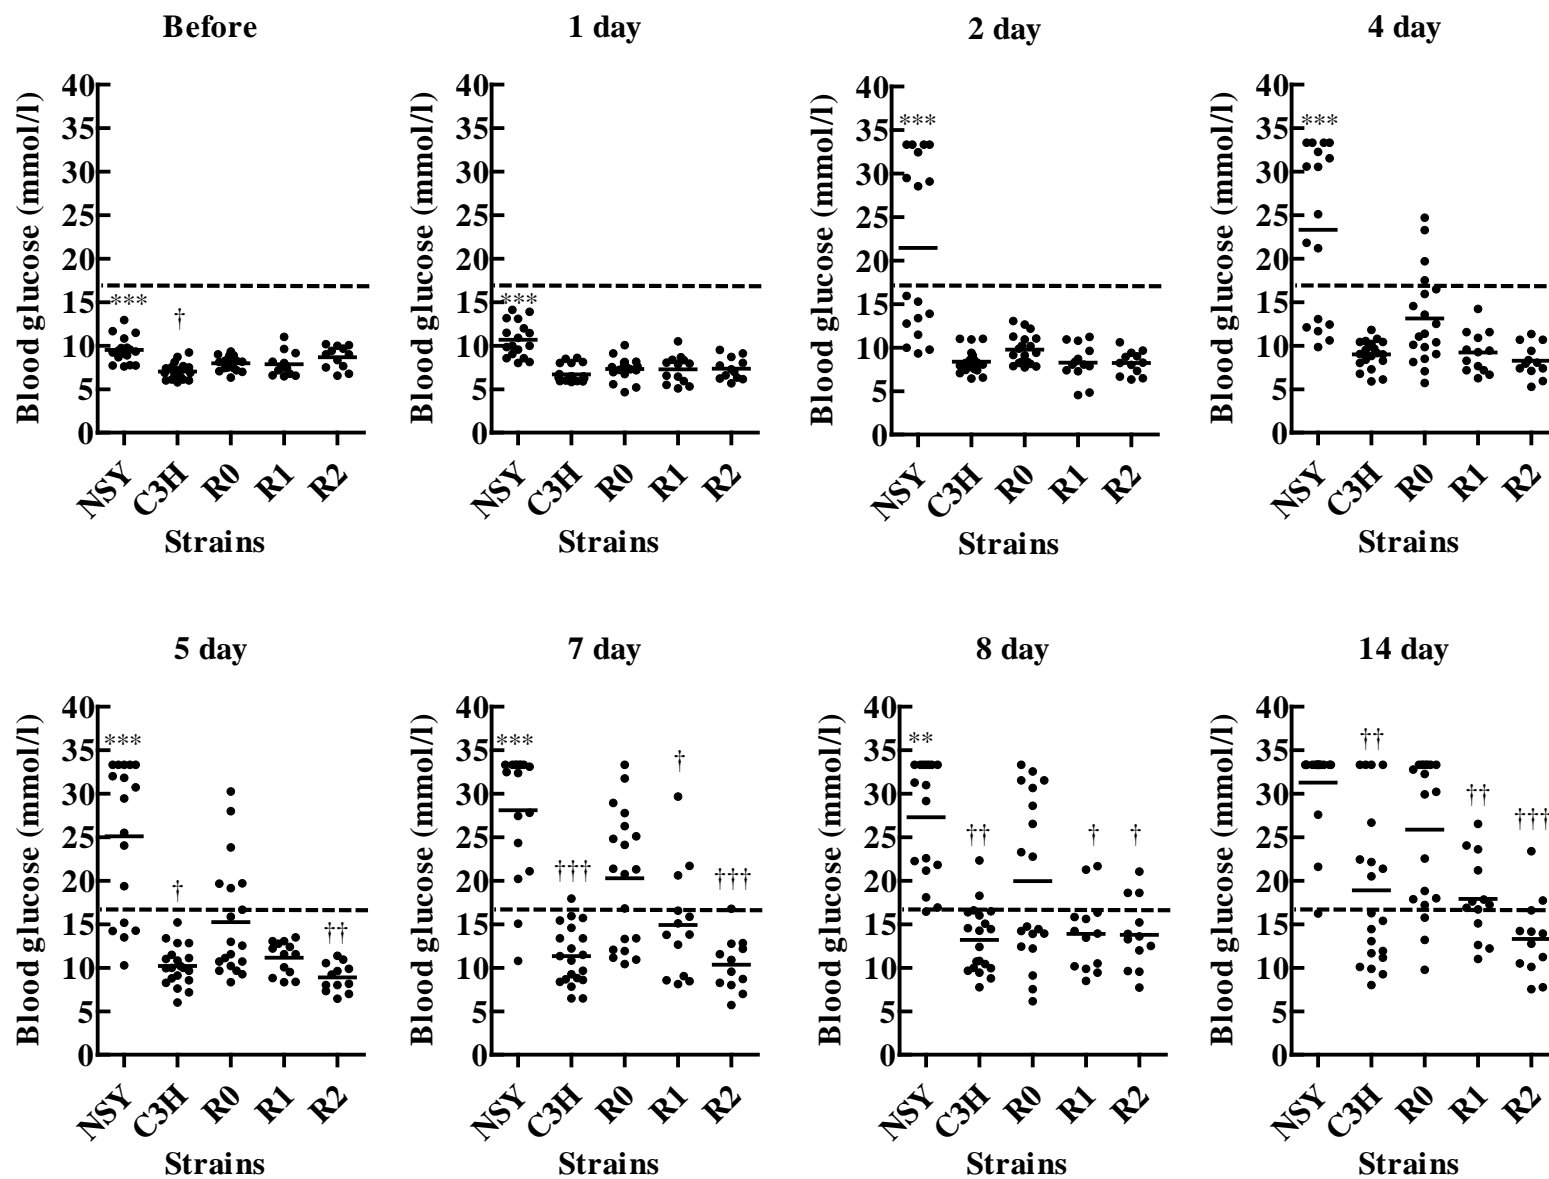 Before
1 day
2 day
4 day
Blood glucose (mmol/l)
40
35
30
25
20
15
10
5
0
***
†
NSY
C3H
R0
R1
R2
Strains
Blood glucose (mmol/l)
40
35
30
25
20
15
10
5
0
***
NSY
C3H
R0
R1
R2
Strains
Blood glucose (mmol/l)
40
35
30
25
20
15
10
5
0
***
NSY
C3H
R0
R1
R2
Strains
Blood glucose (mmol/l)
40
35
30
25
20
15
10
5
0
***
NSY
C3H
R0
R1
R2
Strains
5 day
7 day
8 day
14 day
Blood glucose (mmol/l)
40
35
30
25
20
15
10
5
0
***
†
††
NSY
C3H
R0
R1
R2
Strains
Blood glucose (mmol/l)
40
35
30
25
20
15
10
5
0
***
†††
†
†††
NSY
C3H
R0
R1
R2
Strains
Blood glucose (mmol/l)
40
35
30
25
20
15
10
5
0
**
††
†
†
NSY
C3H
R0
R1
R2
Strains
Blood glucose (mmol/l)
40
35
30
25
20
15
10
5
0
††
††
†††
NSY
C3H
R0
R1
R2
Strains